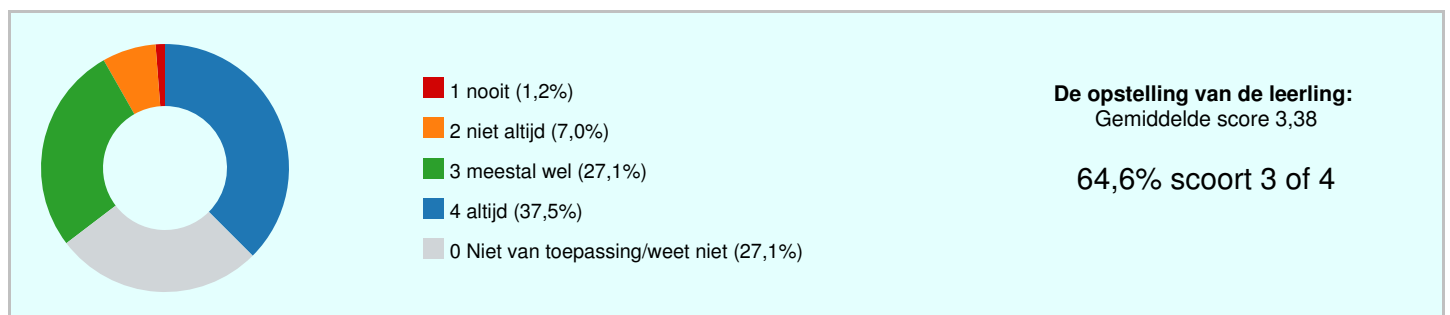 1 nooit (1,2%)
2 niet altijd (7,0%)
3 meestal wel (27,1%)
4 altijd (37,5%)
0 Niet van toepassing/weet niet (27,1%)
De opstelling van de leerling:
Gemiddelde score 3,38
64,6% scoort 3 of 4